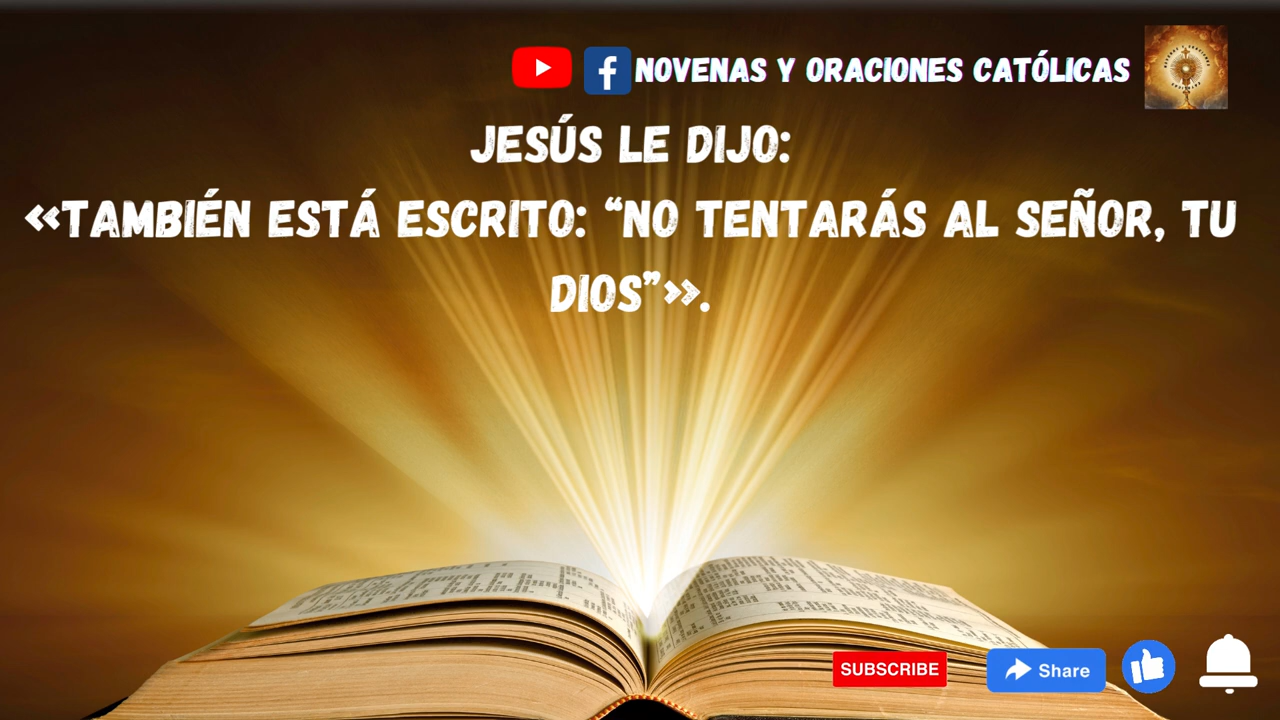 NOVENAS Y ORACIONES CATÓLICAS
JESÚS LE DIJO:
«TAMBIÉN ESTÁ ESCRITO: “NO TENTARÁS AL SEÑOR, TU
DIOS”».
SUBSCRIBE
Share